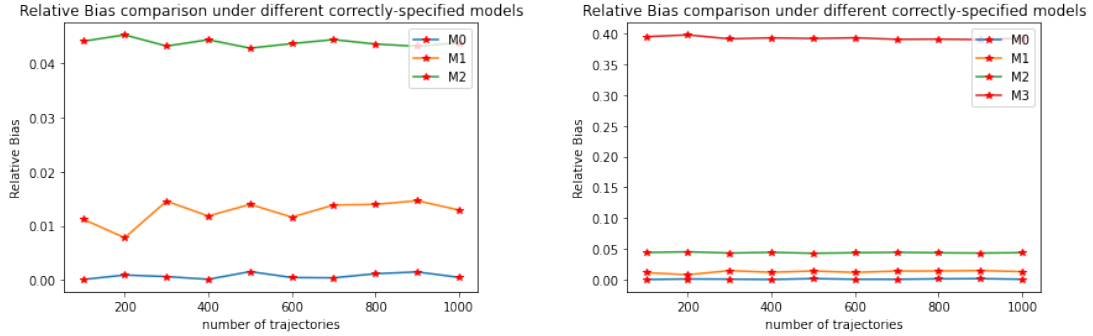 Relative Bias comparison under different correctly-specified models
Relative Bias
0.04
0.03
0.02
0.01
0.00
200
400
600
800
1000
number of trajectories
M0
M1
M2
Relative Bias comparison under different correctly-specified models
Relative Bias
0.40
0.35
0.30
0.25
0.20
0.15
0.10
0.05
0.00
200
400
600
800
1000
number of trajectories
M0
M1
M2
M3